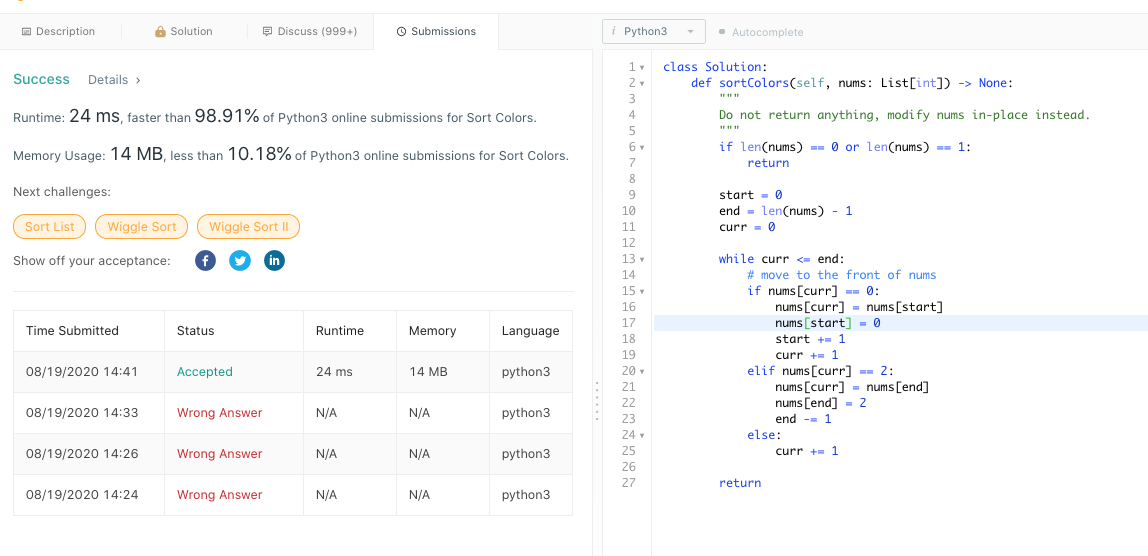 Description Solution Discuss (999+) Submissions
Success Details >
Runtime: 24 ms, faster than 98.91% of Python3 online submissions for Sort Colors.
Memory Usage: 14 MB, less than 10.18% of Python3 online submissions for Sort Colors.
Next challenges:
Sort List Wiggle Sort Wiggle Sort II
Show off your acceptance:
Time Submitted Status Runtime Memory Language
08/19/2020 14:41 Accepted 24 ms 14 MB python3
08/19/2020 14:33 Wrong Answer N/A N/A python3
08/19/2020 14:26 Wrong Answer N/A N/A python3
08/19/2020 14:24 Wrong Answer N/A N/A python3
i Python3 Autocomplete
1 class Solution:
2     def sortColors(self, nums: List[int]) -> None:
3         """
4         Do not return anything, modify nums in-place instead.
5         """
6         if len(nums) == 0 or len(nums) == 1:
7             return
8
9         start = 0
10         end = len(nums) - 1
11         curr = 0
12
13         while curr <= end:
14             # move to the front of nums
15             if nums[curr] == 0:
16                 nums[curr] = nums[start]
17                 nums[start] = 0
18                 start += 1
19                 curr += 1
20             elif nums[curr] == 2:
21                 nums[curr] = nums[end]
22                 nums[end] = 2
23                 end -= 1
24             else:
25                 curr += 1
26
27         return